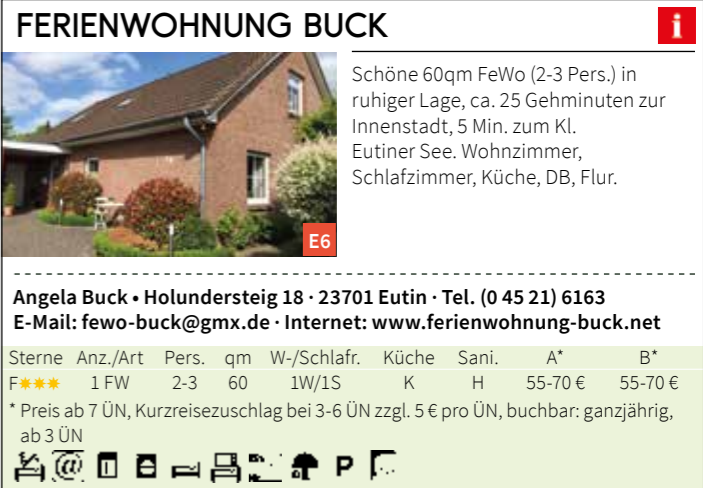 FERIENWOHNUNG BUCK
i
Schöne 60qm FeWo (2-3 Pers.) in
ruhiger Lage, ca. 25 Gehminuten zur
Innenstadt, 5 Min. zum Kl.
Eutiner See. Wohnzimmer,
Schlafzimmer, Küche, DB, Flur.
E6
Angela Buck • Holundersteig 18 · 23701 Eutin · Tel. (0 45 21) 6163
E-Mail: fewo-buck@gmx.de · Internet: www.ferienwohnung-buck.net
Sterne Anz./Art Pers. qm W-/Schlafr. Küche Sani. A* B*
F*** 1 FW 2-3 60 1W/1S K H 55-70 € 55-70 €
* Preis ab 7 ÜN, Kurzreisezuschlag bei 3-6 ÜN zzgl. 5 € pro ÜN, buchbar: ganzjährig,
ab 3 ÜN
@ P